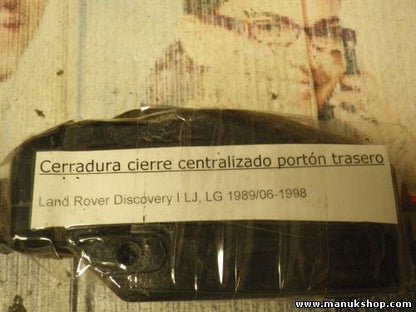 Cerradura cierre centralizado portón trasero
Land Rover Discovery I LJ, LG 1989/06-1998
www.manukshop.com